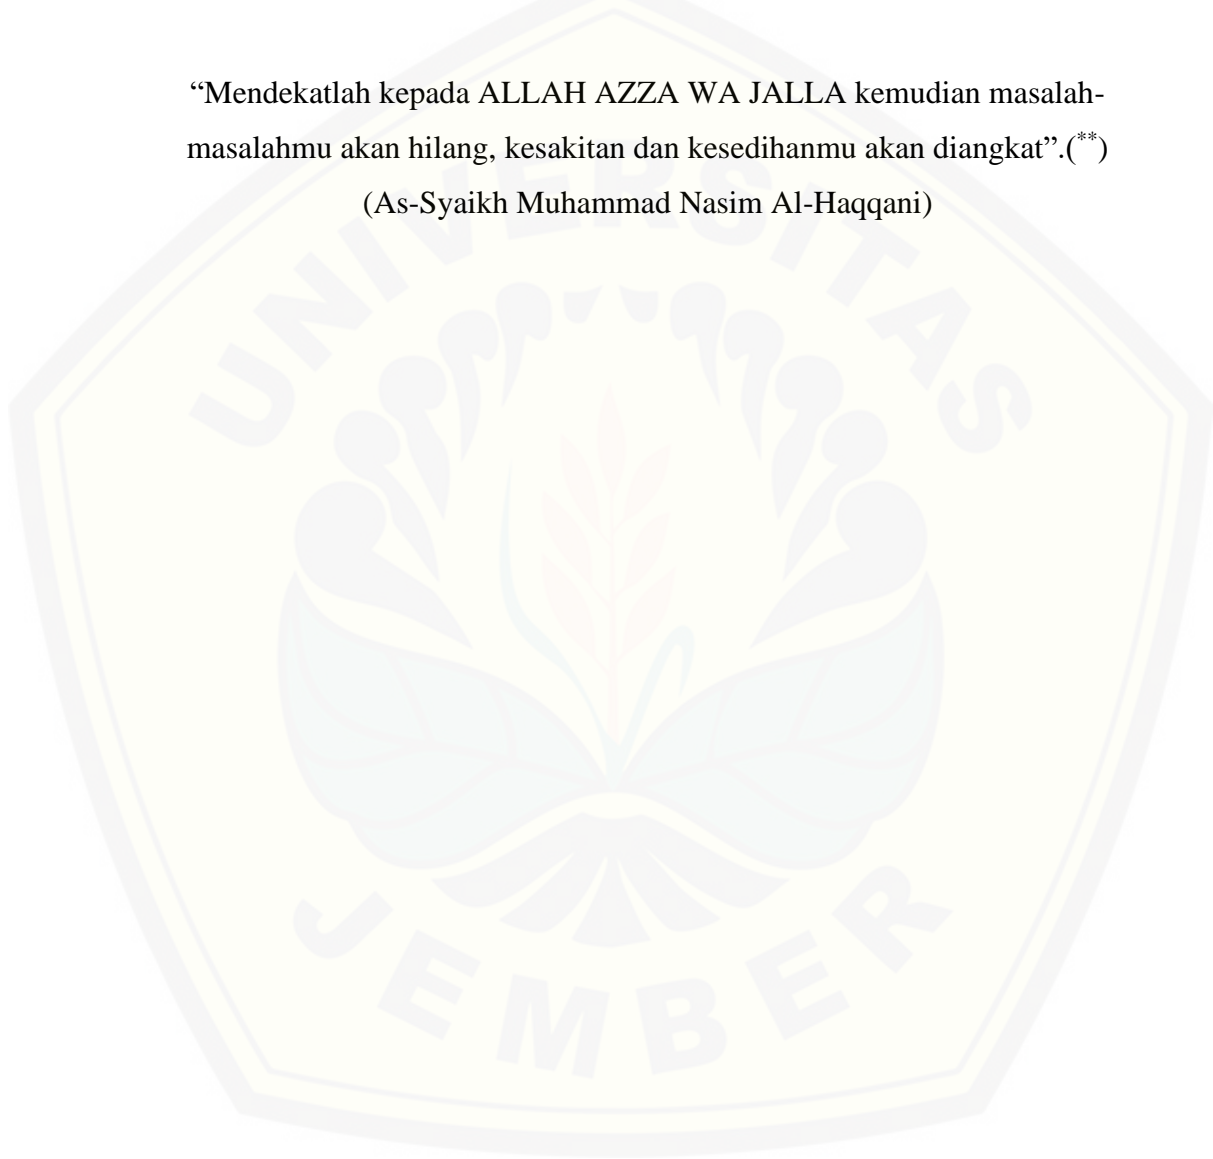 “Mendekatlah kepada ALLAH AZZA WA JALLA kemudian masalah-
masalahmu akan hilang, kesakitan dan kesedihanmu akan diangkat”.(**)
(As-Syaikh Muhammad Nasim Al-Haqqani)
UNIVERSITAS
JEMBER